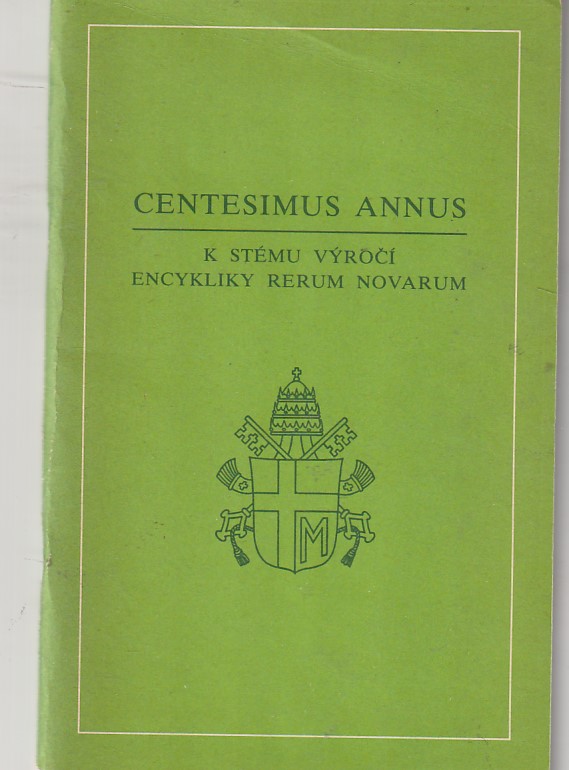 CENTESIMUS ANNUS
K STÉMU VÝROČÍ
ENCYKLIKY RERUM NOVARUM
M